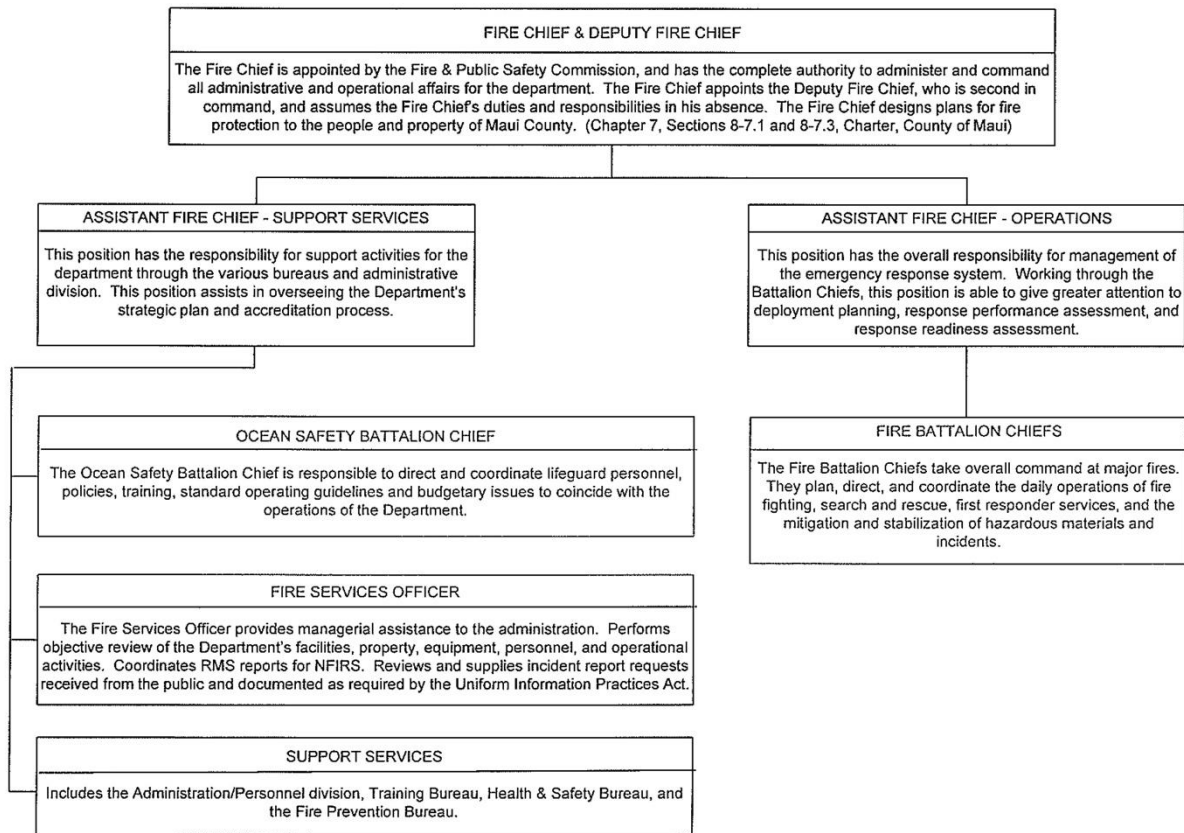 FIRE CHIEF & DEPUTY FIRE CHIEF
The Fire Chief is appointed by the Fire & Public Safety Commission, and has the complete authority to administer and command
all administrative and operational affairs for the department. The Fire Chief appoints the Deputy Fire Chief, who is second in
command, and assumes the Fire Chief's duties and responsibilities in his absence. The Fire Chief designs plans for fire
protection to the people and property of Maui County. (Chapter 7, Sections 8-7.1 and 8-7.3, Charter, County of Maui)
ASSISTANT FIRE CHIEF - SUPPORT SERVICES
This position has the responsibility for support activities for the
department through the various bureaus and administrative
division. This position assists in overseeing the Department's
strategic plan and accreditation process.
ASSISTANT FIRE CHIEF - OPERATIONS
This position has the overall responsibility for management of
the emergency response system. Working through the
Battalion Chiefs, this position is able to give greater attention to
deployment planning, response performance assessment, and
response readiness assessment.
OCEAN SAFETY BATTALION CHIEF
The Ocean Safety Battalion Chief is responsible to direct and coordinate lifeguard personnel,
policies, training, standard operating guidelines and budgetary issues to coincide with the
operations of the Department.
FIRE BATTALION CHIEFS
The Fire Battalion Chiefs take overall command at major fires.
They plan, direct, and coordinate the daily operations of fire
fighting, search and rescue, first responder services, and the
mitigation and stabilization of hazardous materials and
incidents.
FIRE SERVICES OFFICER
The Fire Services Officer provides managerial assistance to the administration. Performs
objective review of the Department's facilities, property, equipment, personnel, and operational
activities. Coordinates RMS reports for NFIRS. Reviews and supplies incident report requests
received from the public and documented as required by the Uniform Information Practices Act.
SUPPORT SERVICES
Includes the Administration/Personnel division, Training Bureau, Health & Safety Bureau, and
the Fire Prevention Bureau.